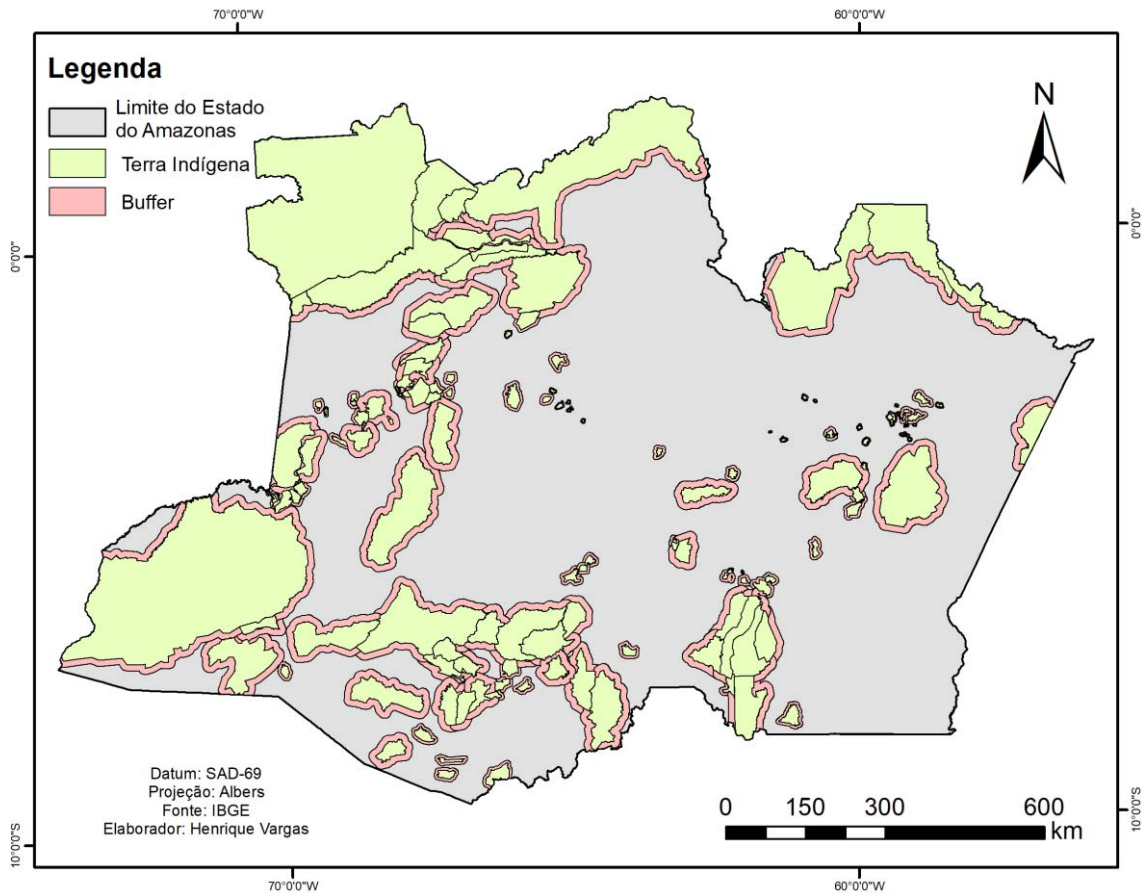 70°0'0"W
60°0'0"W
Legenda
Limite do Estado
do Amazonas
Terra Indígena
Buffer
N
0°0'0"
0°0'0"
Datum: SAD-69
Projeção: Albers
Fonte: IBGE
Elaborador: Henrique Vargas
0 150 300 600
km
10°0'0"S
10°0'0"S
70°0'0"W
60°0'0"W